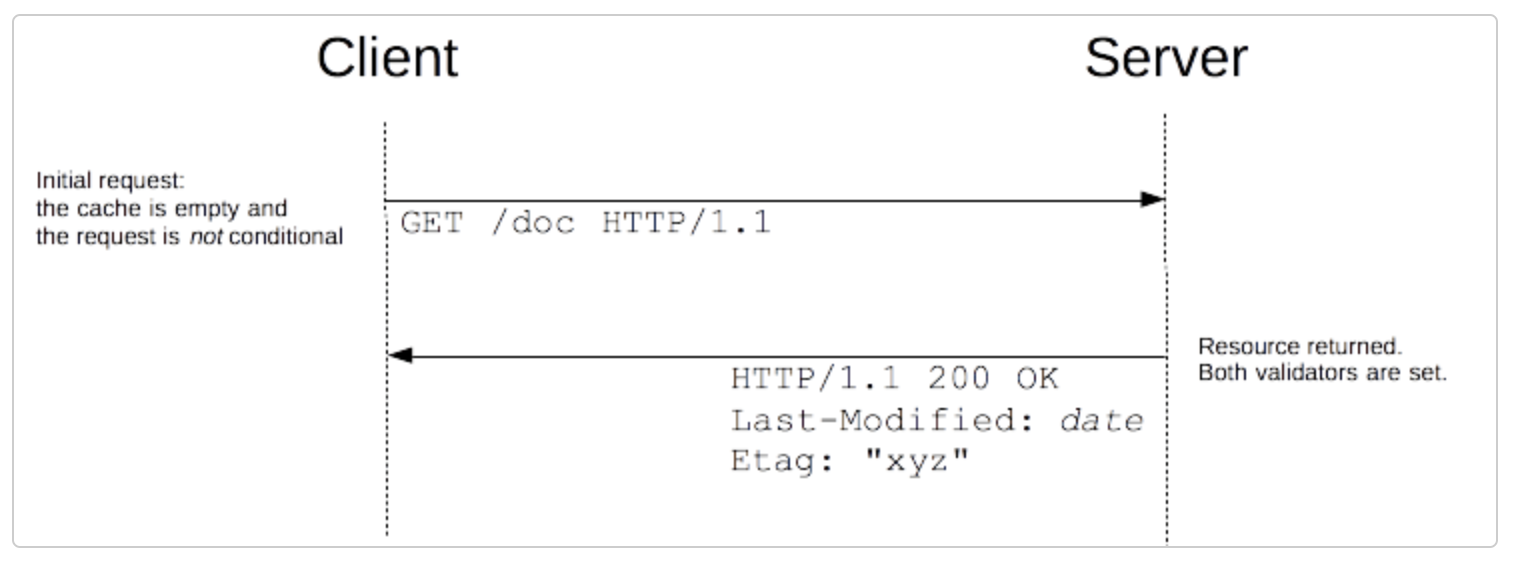 Client
Server
Initial request:
the cache is empty and
the request is not conditional
GET /doc HTTP/1.1
Resource returned.
Both validators are set.
HTTP/1.1 200 OK
Last-Modified: date
Etag: "xyz"